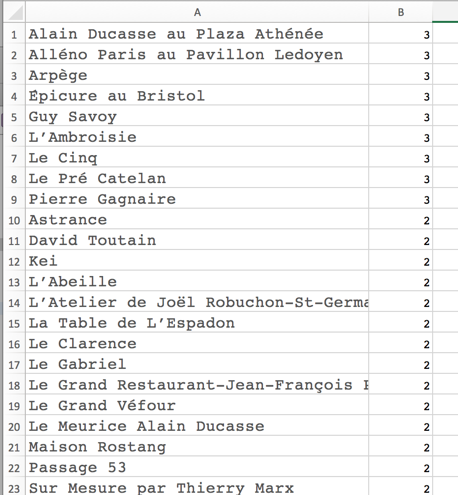 A B
1 Alain Ducasse au Plaza Athénée 3
2 Alléno Paris au Pavillon Ledoyen 3
3 Arpège 3
4 Épicure au Bristol 3
5 Guy Savoy 3
6 L’Ambroisie 3
7 Le Cinq 3
8 Le Pré Catelan 3
9 Pierre Gagnaire 3
10 Astrance 2
11 David Toutain 2
12 Kei 2
13 L’Abeille 2
14 L’Atelier de Joël Robuchon-St-Germa 2
15 La Table de L’Espadon 2
16 Le Clarence 2
17 Le Gabriel 2
18 Le Grand Restaurant-Jean-François 2
19 Le Grand Véfour 2
20 Le Meurice Alain Ducasse 2
21 Maison Rostang 2
22 Passage 53 2
23 Sur Mesure par Thierry Marx 2